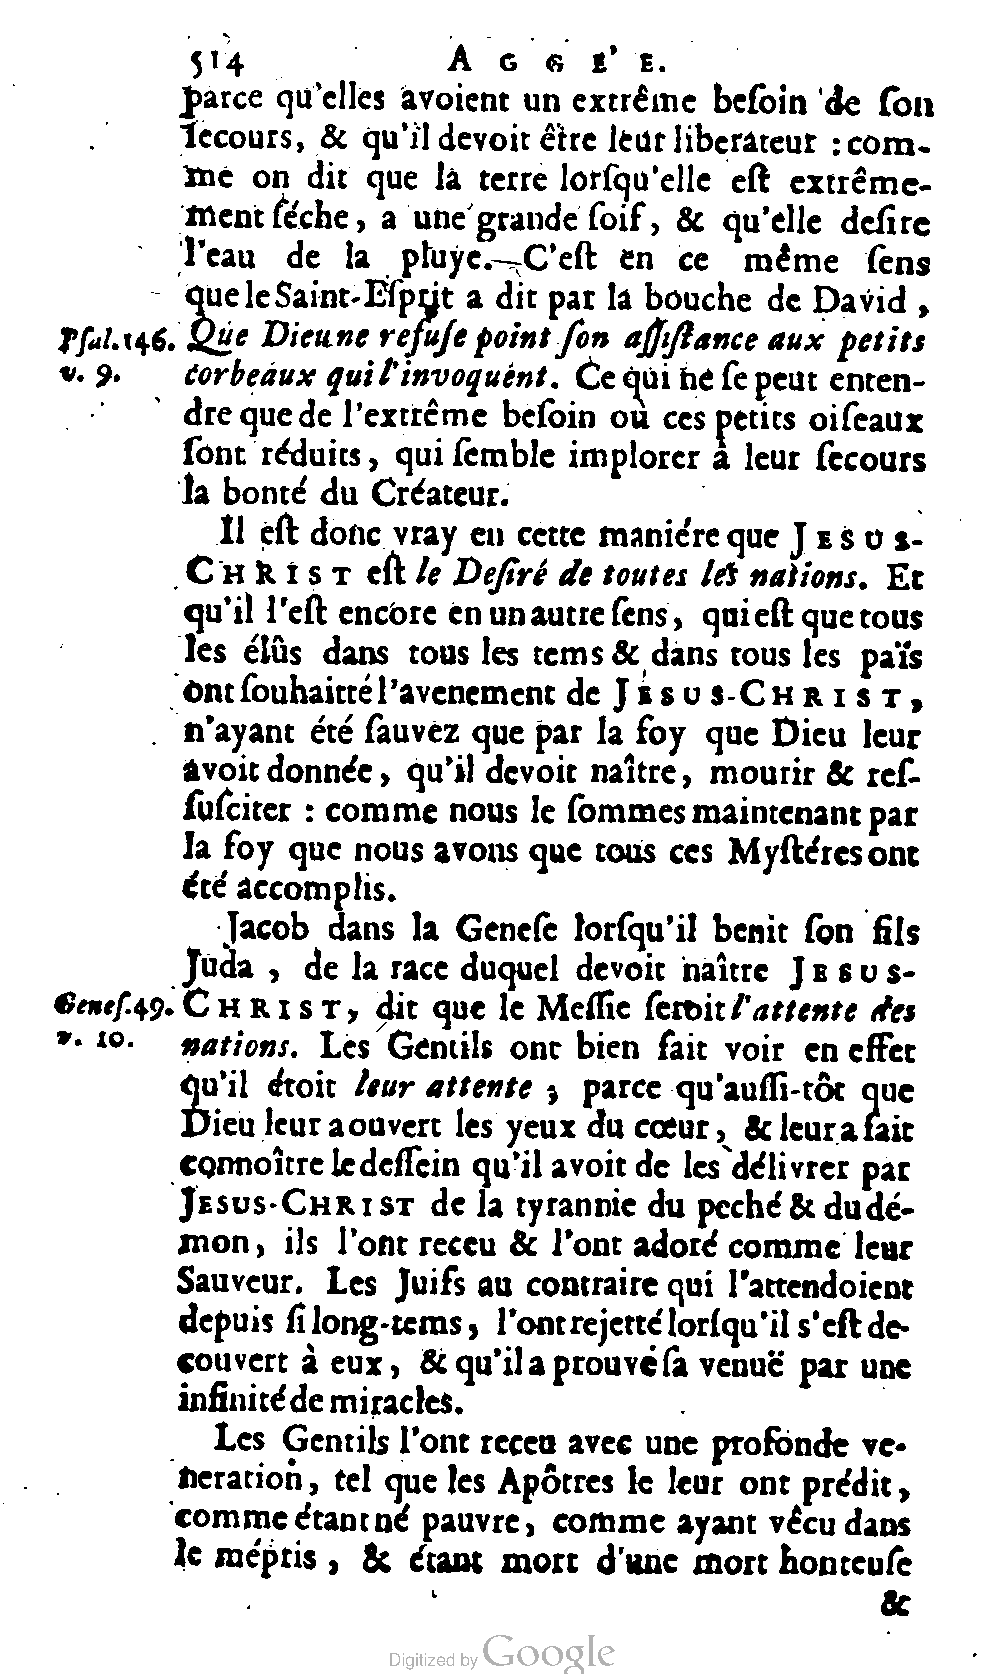 514 AGGÉE.
parce qu'elles avoient un extrême beſoin de ſon
ſecours, & qu'il devoit être leur liberateur : com-
me on dit que la terre lorſqu'elle eſt extrême-
ment ſéche, a une grande ſoif, & qu'elle deſire
l'eau de la pluye. C'eſt en ce même ſens
que le Saint-Eſprit a dit par la bouche de David,
Pſal. 146. Que Dieu ne refuſe point ſon aſſiſtance aux petits
v. 9. corbeaux qui l'invoquent. Ce qui ne ſe peut enten-
dre que de l'extrême beſoin où ces petits oiſeaux
ſont réduits, qui ſemble implorer à leur ſecours
la bonté du Créateur.
Il eſt donc vray en cette maniére que JESUS-
CHRIST eſt le Deſiré de toutes les nations. Et
qu'il l'eſt encore en un autre ſens, qui eſt que tous
les élûs dans tous les tems & dans tous les païs
ont ſouhaitté l'avenement de JESUS-CHRIST,
n'ayant été ſauvez que par la foy que Dieu leur
avoit donnée, qu'il devoit naître, mourir & reſ-
ſuſciter : comme nous le ſommes maintenant par
la foy que nous avons que tous ces Myſtéres ont
été accomplis.
Jacob dans la Geneſe lorſqu'il benit ſon fils
Juda, de la race duquel devoit naître JESUS-
Geneſ. 49. CHRIST, dit que le Meſſie ſeroit l'attente des
v. 10. nations. Les Gentils ont bien fait voir en effet
qu'il étoit leur attente ; parce qu'auſſi-tôt que
Dieu leur a ouvert les yeux du cœur, & leur a fait
connoître le deſſein qu'il avoit de les délivrer par
JESUS-CHRIST de la tyrannie du peché & du dé-
mon, ils l'ont receu & l'ont adoré comme leur
Sauveur. Les Juifs au contraire qui l'attendoient
depuis ſi long-tems, l'ont rejetté lorſqu'il s'eſt de-
couvert à eux, & qu'il a prouvé ſa venuë par une
infinité de miracles.
Les Gentils l'ont receu avec une profonde ve-
neration, tel que les Apôtres le leur ont prédit,
comme étant né pauvre, comme ayant vêcu dans
le mépris, & étant mort d'une mort honteuſe
&
Digitized by Google